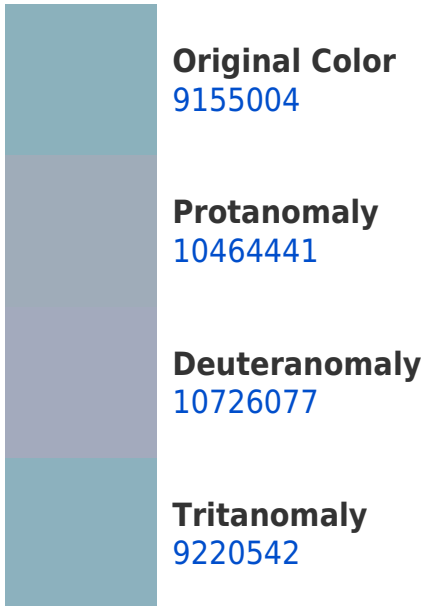 Original Color
9155004
Protanomaly
10464441
Deuteranomaly
10726077
Tritanomaly
9220542